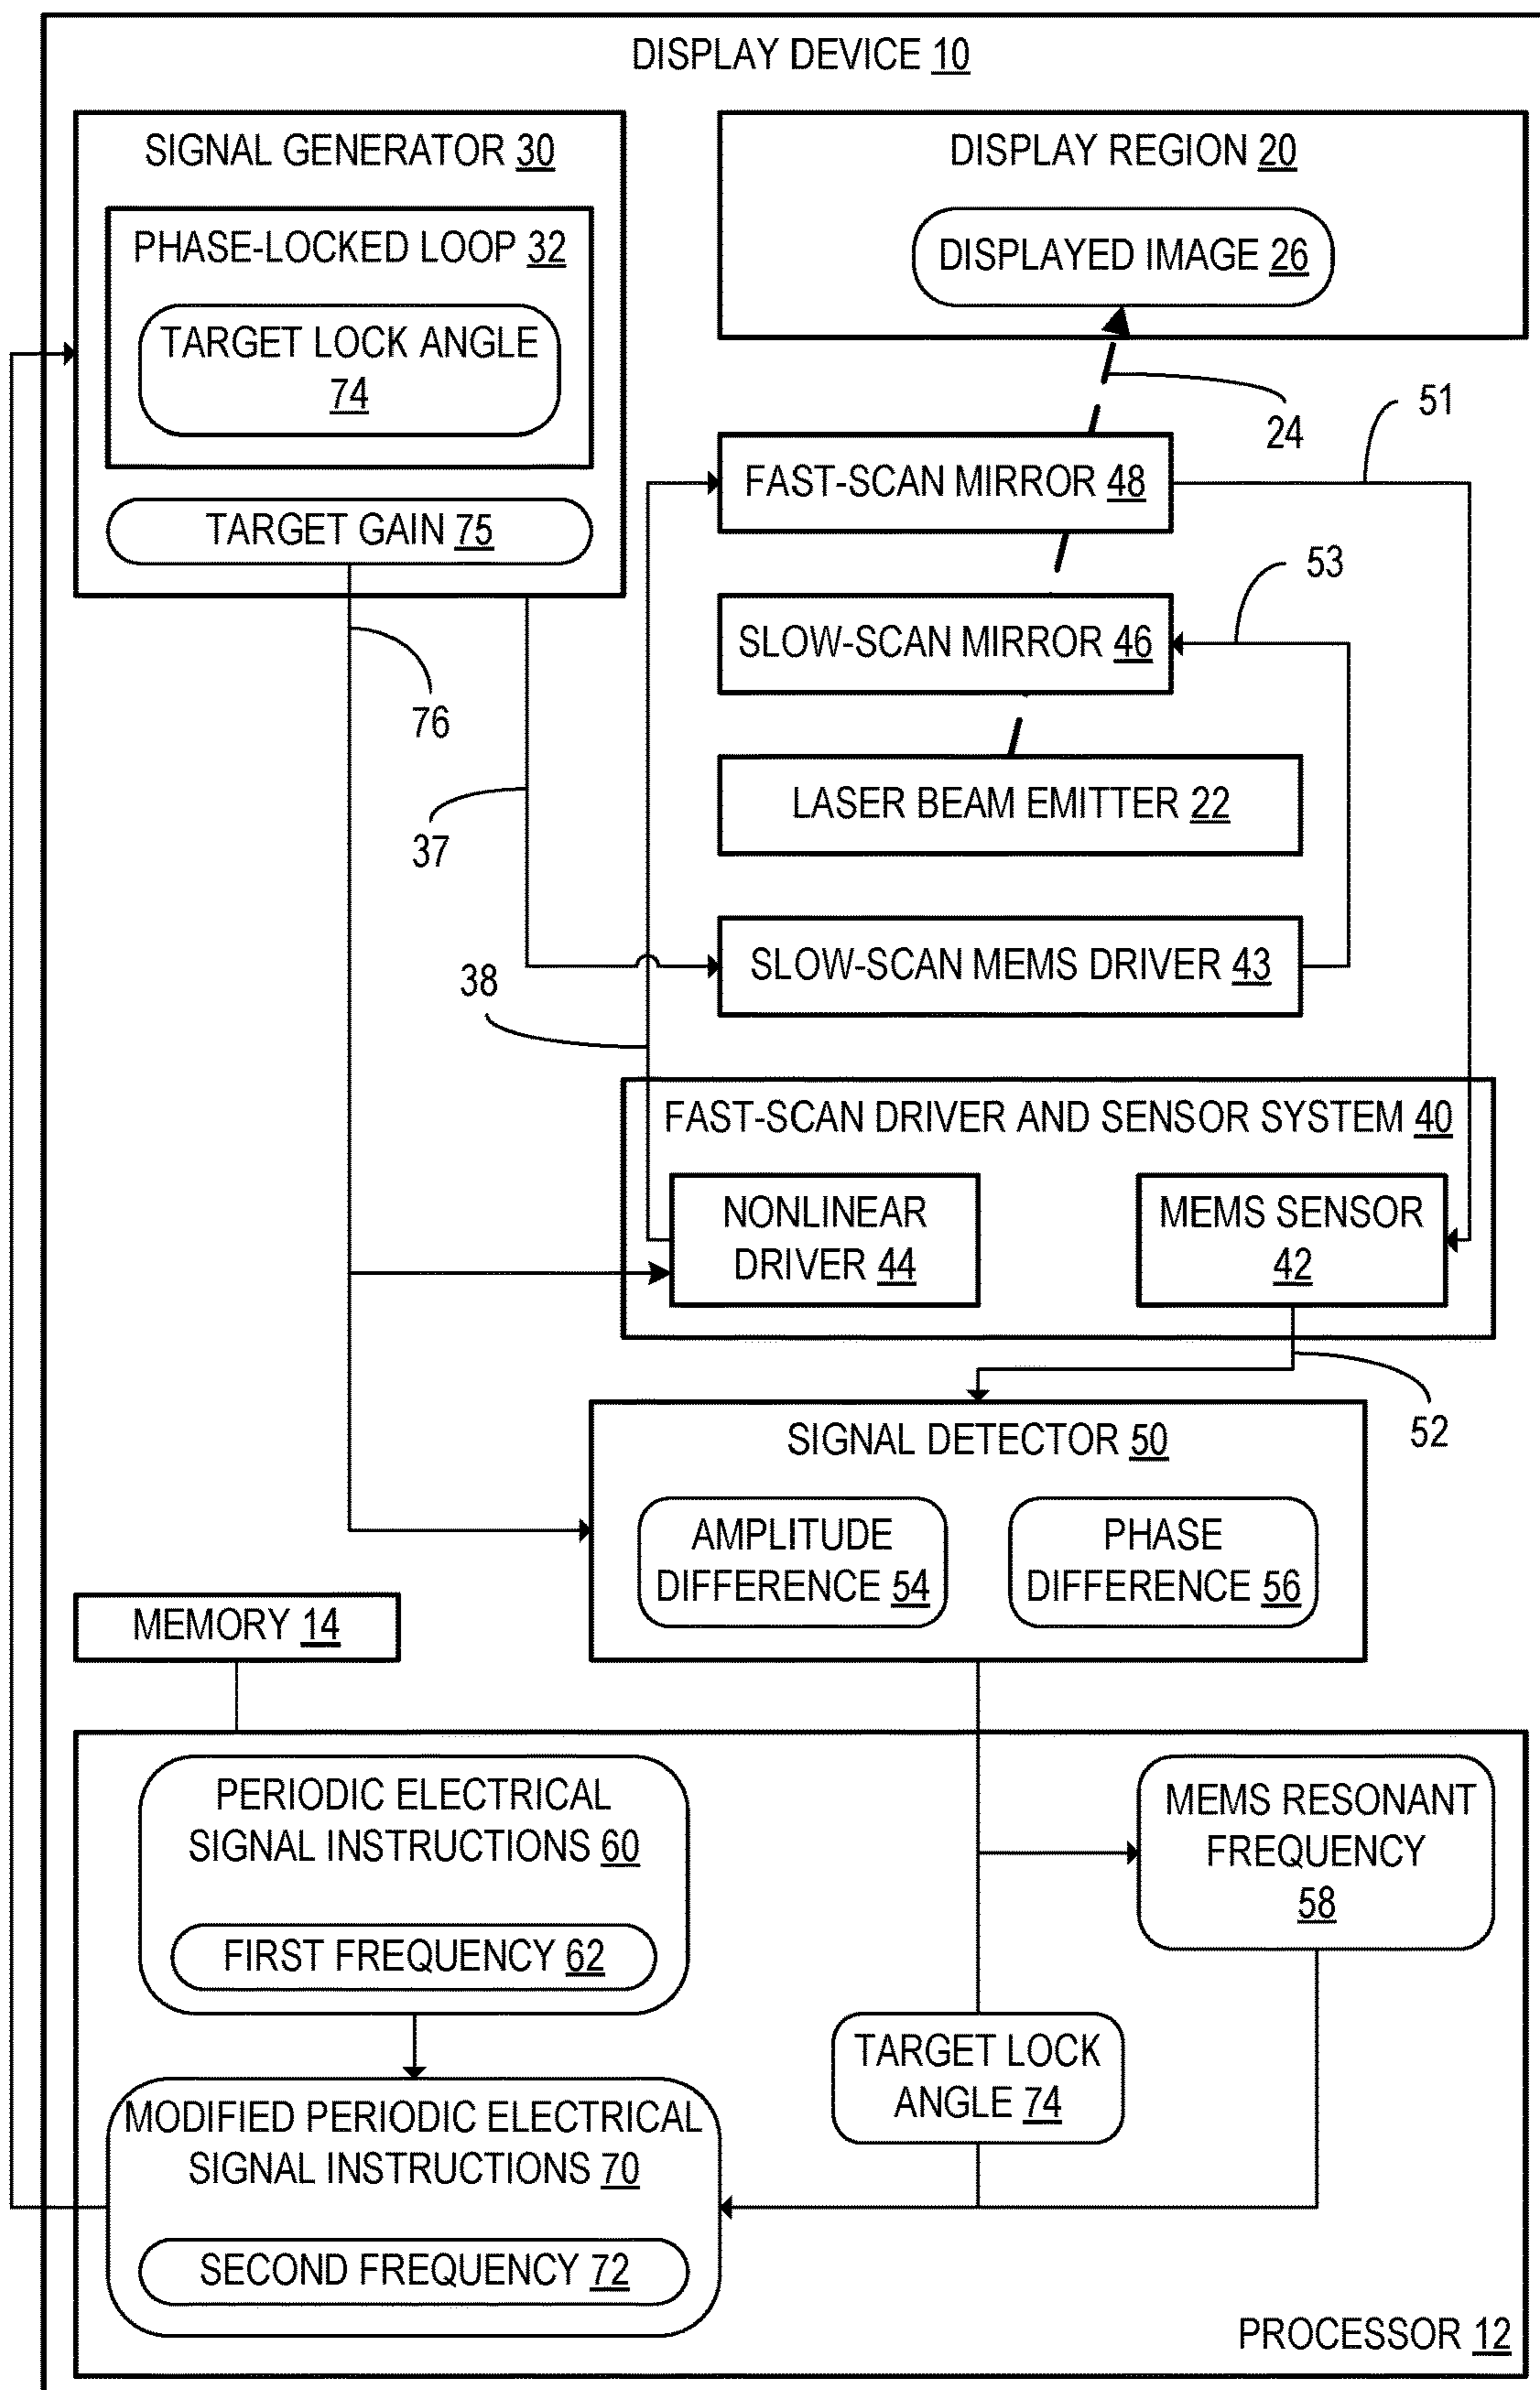 DISPLAY DEVICE 10
SIGNAL GENERATOR 30
PHASE-LOCKED LOOP 32
TARGET LOCK ANGLE
74
TARGET GAIN 75
DISPLAY REGION 20
DISPLAYED IMAGE 26
24
51
FAST-SCAN MIRROR 48
53
SLOW-SCAN MIRROR 46
76
LASER BEAM EMITTER 22
37
SLOW-SCAN MEMS DRIVER 43
38
FAST-SCAN DRIVER AND SENSOR SYSTEM 40
NONLINEAR
DRIVER 44
MEMS SENSOR
42
52
SIGNAL DETECTOR 50
AMPLITUDE
DIFFERENCE 54
PHASE
DIFFERENCE 56
MEMORY 14
PERIODIC ELECTRICAL
SIGNAL INSTRUCTIONS 60
FIRST FREQUENCY 62
MEMS RESONANT
FREQUENCY
58
TARGET LOCK
ANGLE 74
MODIFIED PERIODIC ELECTRICAL
SIGNAL INSTRUCTIONS 70
SECOND FREQUENCY 72
PROCESSOR 12